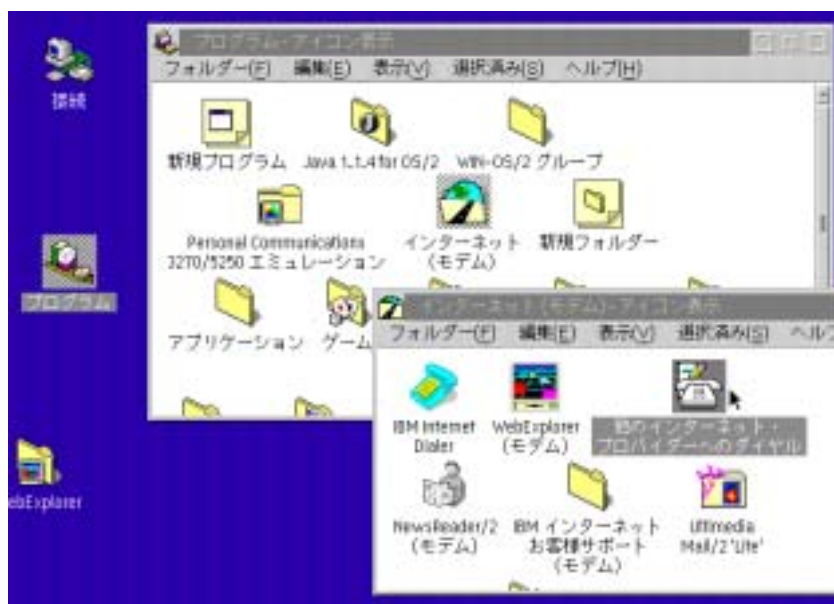 接続
プログラム
ebExplorer
プログラム - アイコン表示
フォルダー(F) 編集(E) 表示(V) 選択済み(S) ヘルプ(H)
新規プログラム
Java 1.1.4 for OS/2
WIN-OS/2 グループ
Personal Communications
3270/5250 エミュレーション
インターネット
(モデム)
新規フォルダー
アプリケーション
ゲーム
インターネット (モデム) - アイコン表示
フォルダー(F) 編集(E) 表示(V) 選択済み(S) ヘルプ
IBM Internet
Dialer
WebExplorer
(モデム)
他のインターネット・
プロバイダーへのダイヤル
NewsReader/2
(モデム)
IBM インターネット
お客様サポート
(モデム)
Ultimedia
Mail/2 'Lite'